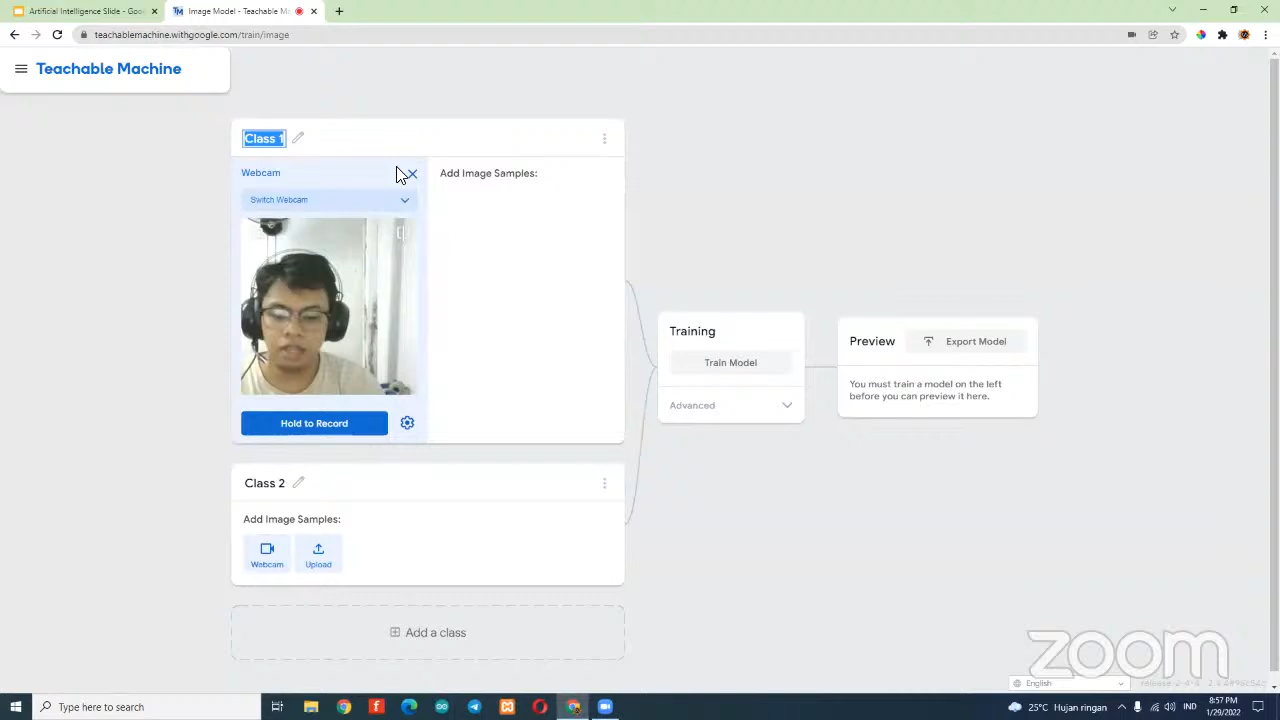 Artificial Intelligence Slide - Goo
Image Model - Teachable M
teachablemachine.withgoogle.com/train/image
Teachable Machine
Class 1
Webcam
Add Image Samples:
Switch Webcam
Hold to Record
Class 2
Add Image Samples:
Webcam
Upload
Add a class
Training
Train Model
Advanced
Preview
Export Model
You must train a model on the left
before you can preview it here.
zoom
English
Type here to search
25°C Hujan ringan
IND
8:57 PM
1/29/2022